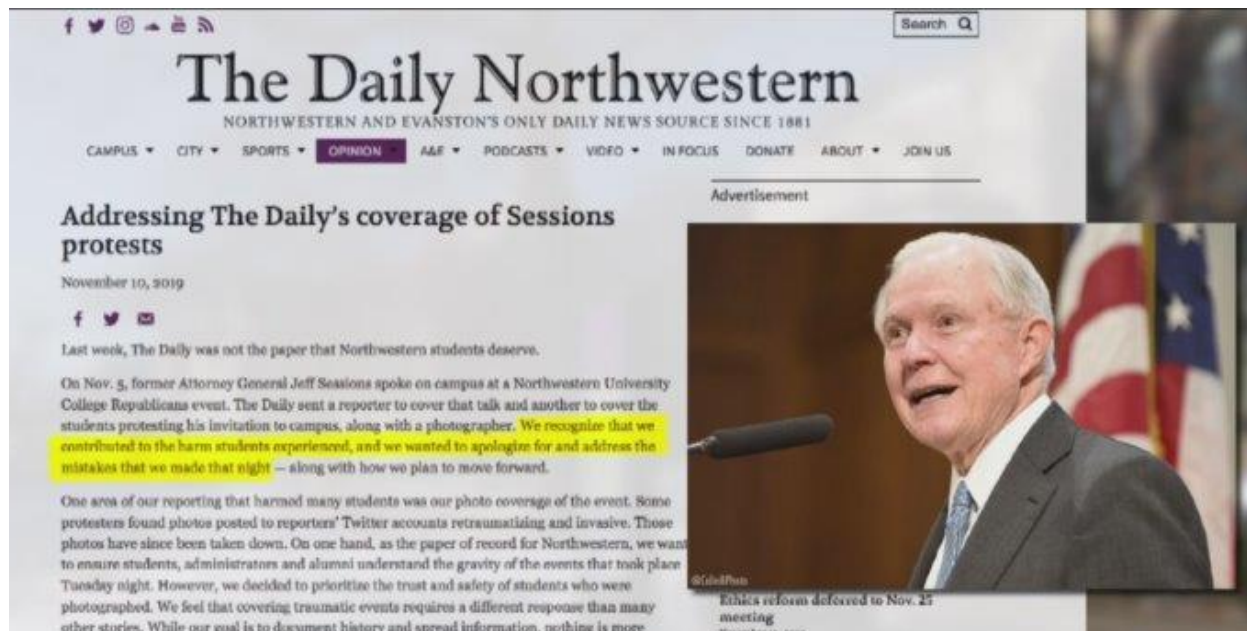 Search
The Daily Northwestern
NORTHWESTERN AND EVANSTON'S ONLY DAILY NEWS SOURCE SINCE 1881
CAMPUS CITY SPORTS OPINION A&E PODCASTS VIDEO IN FOCUS DONATE ABOUT JOIN US
Advertisement
Addressing The Daily's coverage of Sessions
protests
November 10, 2019
Last week, The Daily was not the paper that Northwestern students deserve.
On Nov. 5, former Attorney General Jeff Sessions spoke on campus at a Northwestern University
College Republicans event. The Daily sent a reporter to cover that talk and another to cover the
students protesting his invitation to campus, along with a photographer. We recognize that we
contributed to the harm students experienced, and we wanted to apologize for and address the
mistakes that we made that night — along with how we plan to move forward.
One area of our reporting that harmed many students was our photo coverage of the event. Some
protesters found photos posted to reporters' Twitter accounts retraumatizing and invasive. Those
photos have since been taken down. On one hand, as the paper of record for Northwestern, we want
to ensure students, administrators and alumni understand the gravity of the events that took place
Tuesday night. However, we decided to prioritize the trust and safety of students who were
photographed. We feel that covering traumatic events requires a different response than many
other stories. While our goal is to document history and spread information, nothing is more
Ethics reform deferred to Nov. 25
meeting